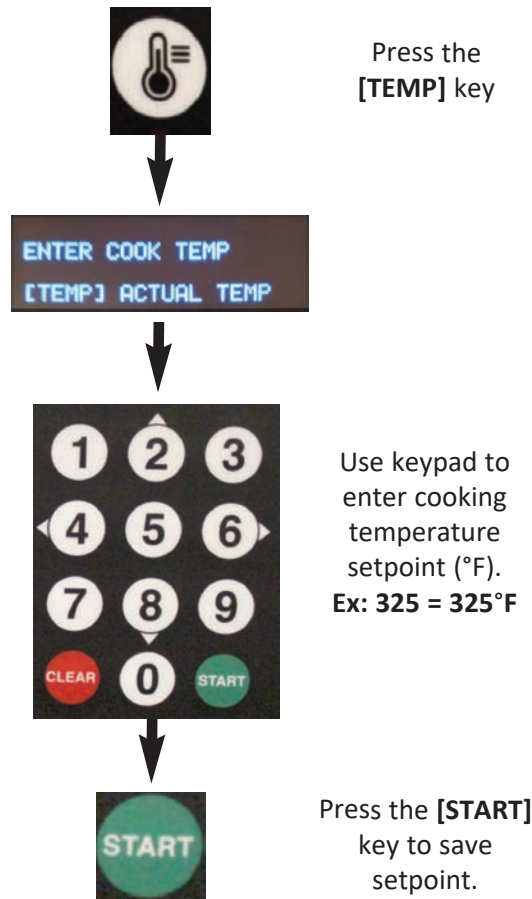 Press the
[TEMP] key
ENTER COOK TEMP
[TEMP] ACTUAL TEMP
1 2 3
4 5 6
7 8 9
CLEAR 0 START
Use keypad to
enter cooking
temperature
setpoint (°F).
Ex: 325 = 325°F
START
Press the [START]
key to save
setpoint.